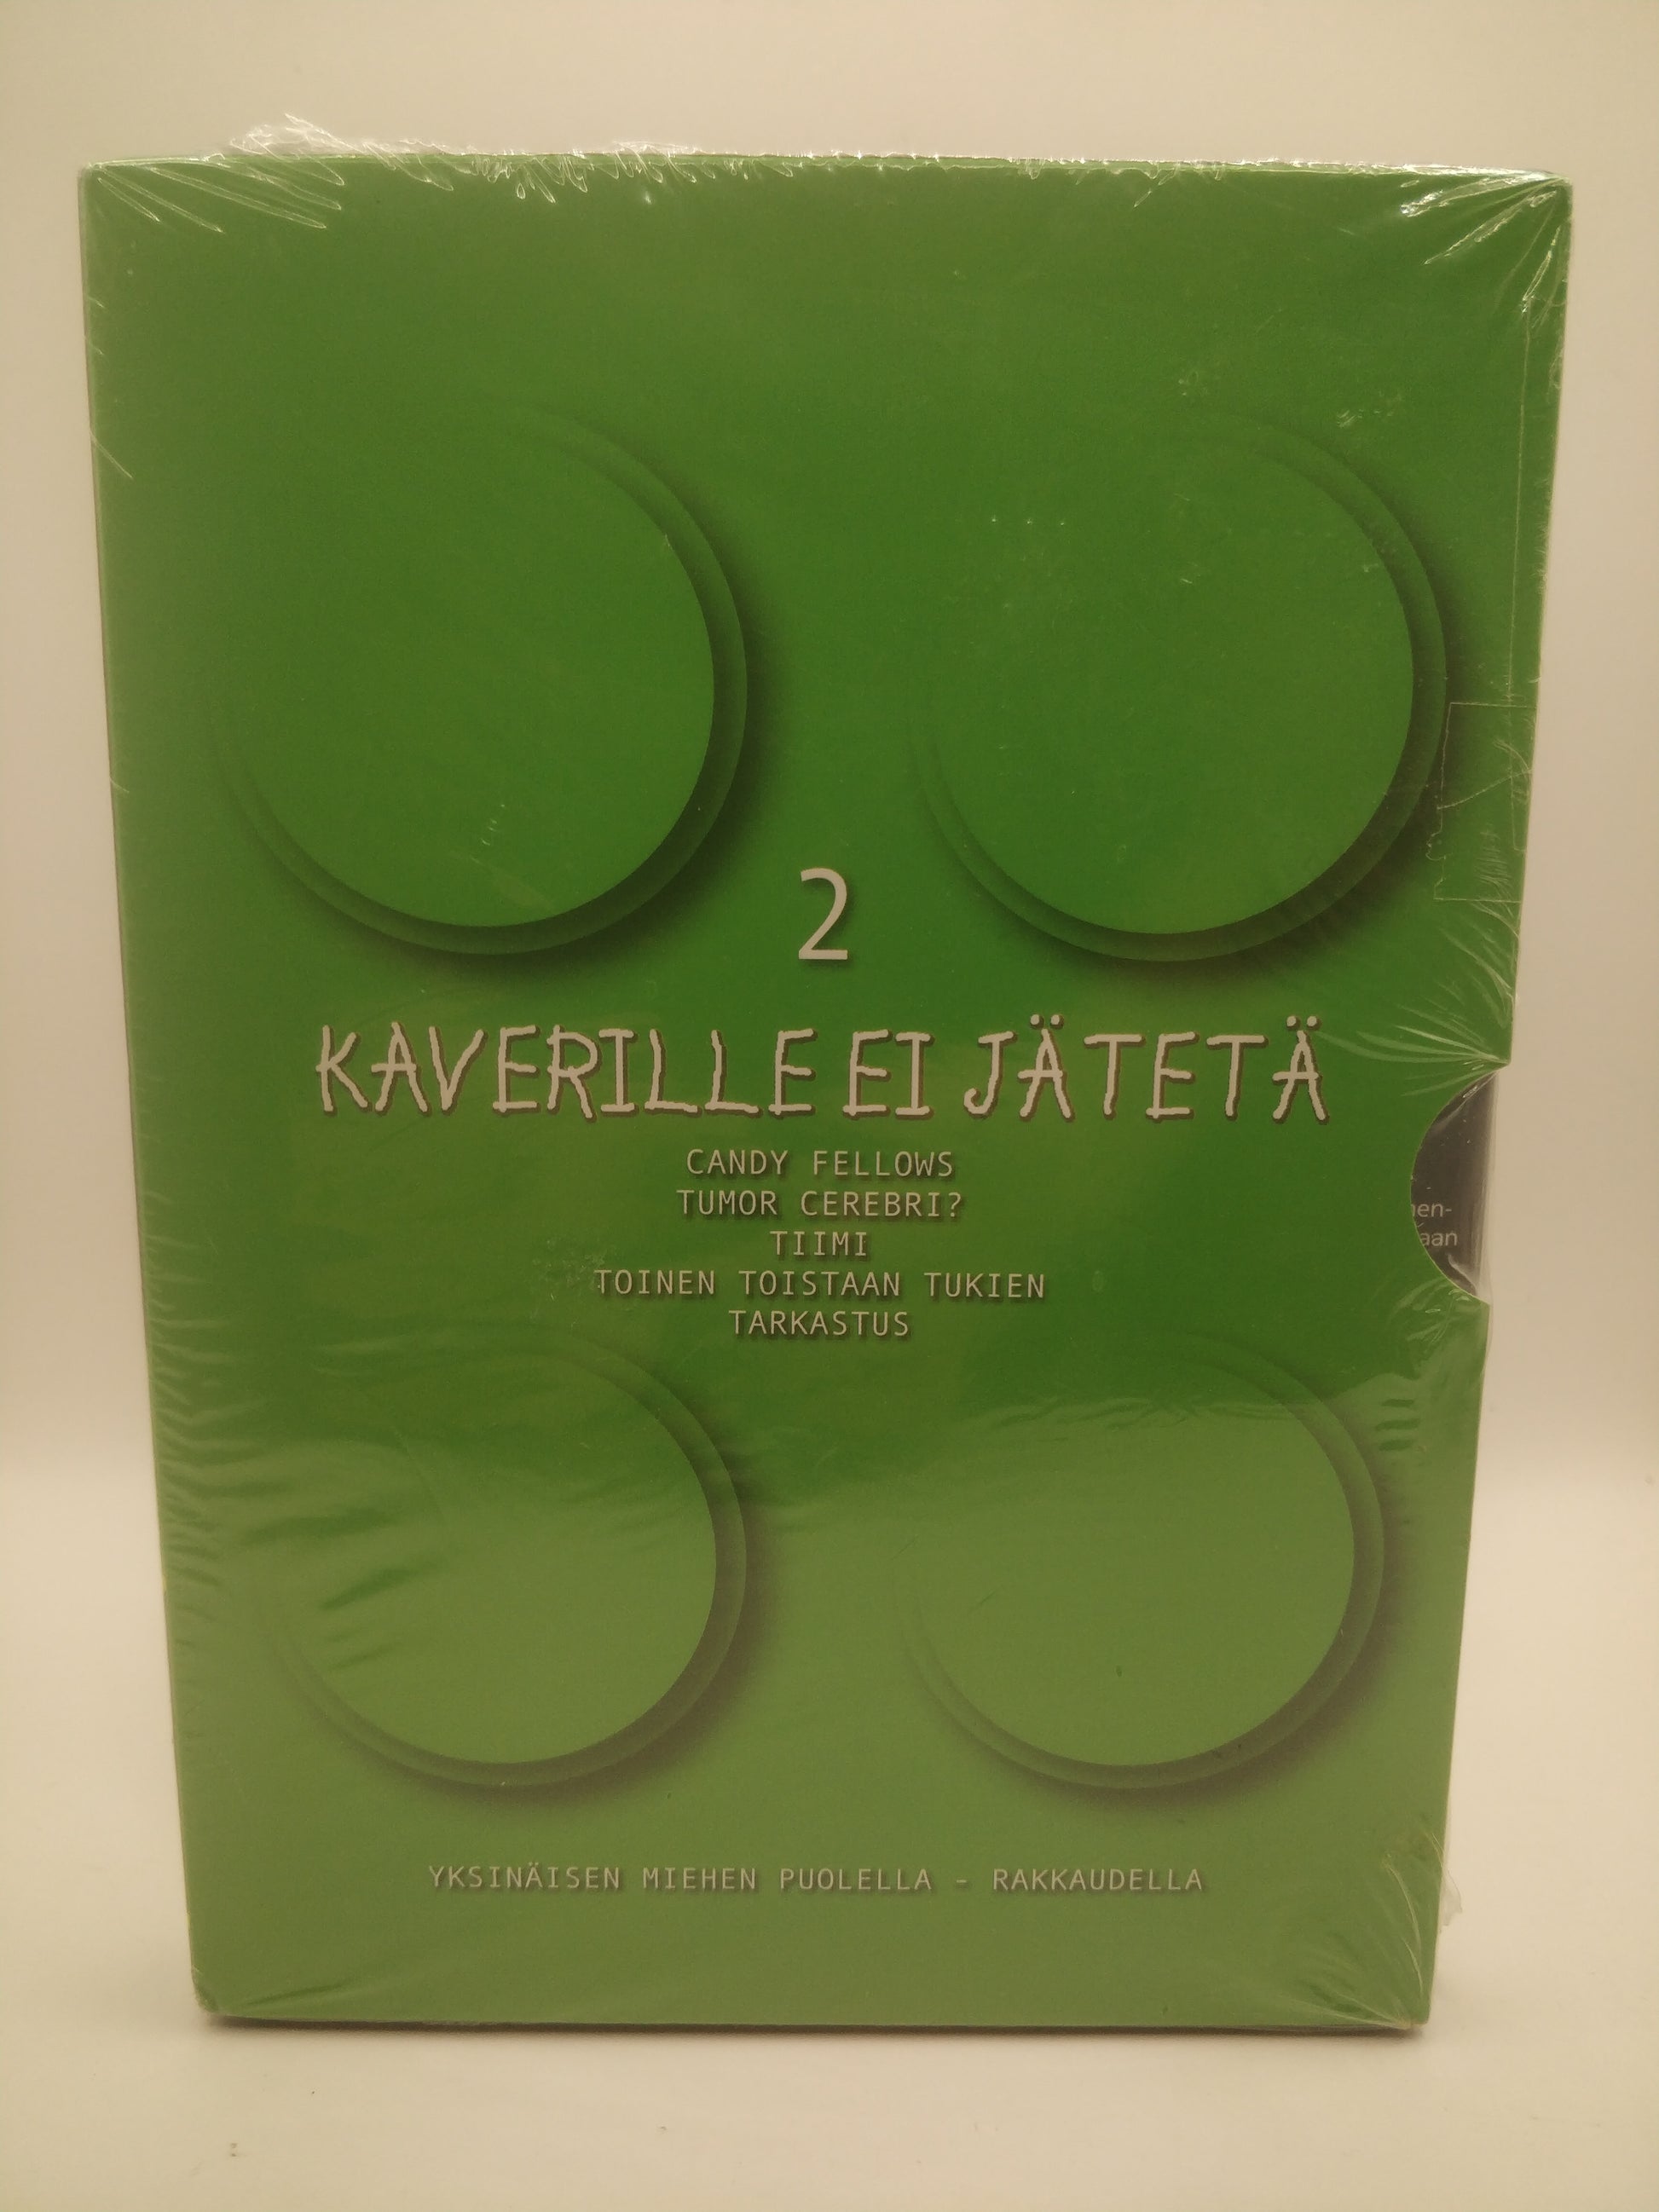 2
KAVERILLE EI JÄTETÄ
CANDY FELLOWS
TUMOR CEREBRI?
TIIMI
TOINEN TOISTAAN TUKIEN
TARKASTUS
YKSINÄISEN MIEHEN PUOLELLA - RAKKAUDELLA